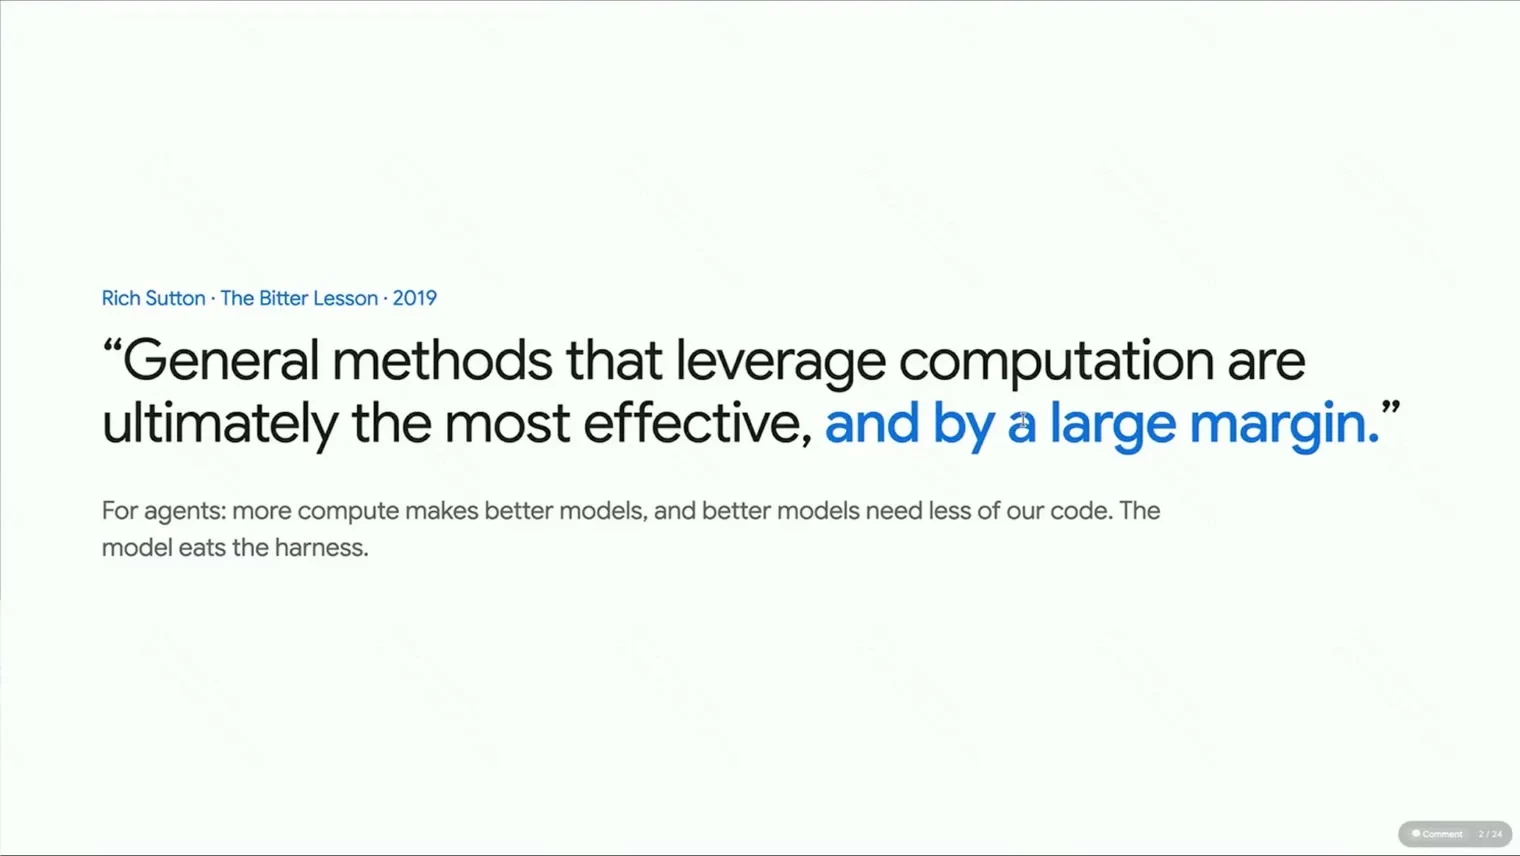 Rich Sutton · The Bitter Lesson · 2019
“General methods that leverage computation are
ultimately the most effective, and by a large margin.”
For agents: more compute makes better models, and better models need less of our code. The
model eats the harness.
Comment 2 / 24